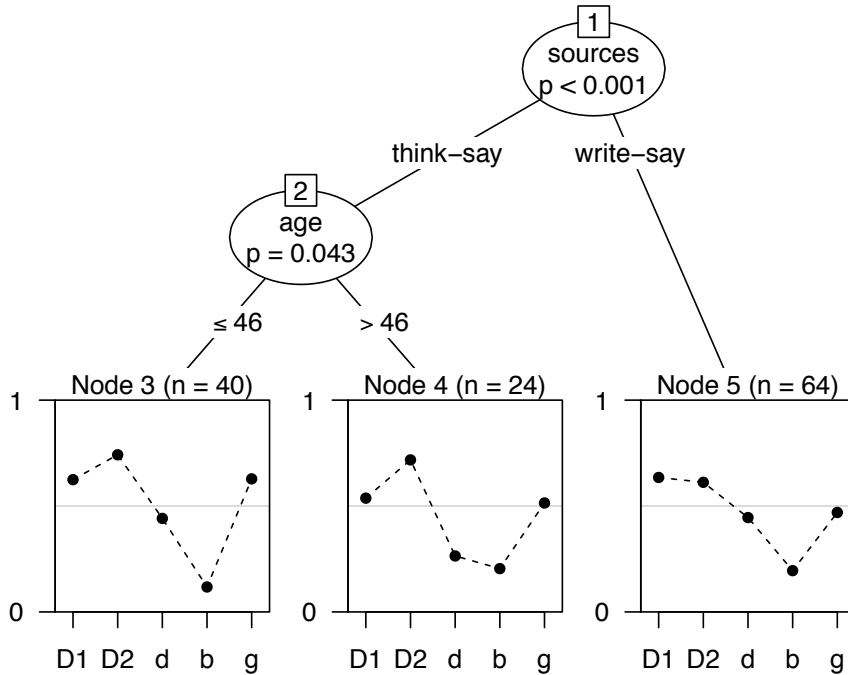 1
sources
p < 0.001
think−say
write−say
2
age
p = 0.043
≤ 46
> 46
Node 3 (n = 40)
Node 4 (n = 24)
Node 5 (n = 64)
1
1
1
0
0
0
D1 D2 d b g
D1 D2 d b g
D1 D2 d b g